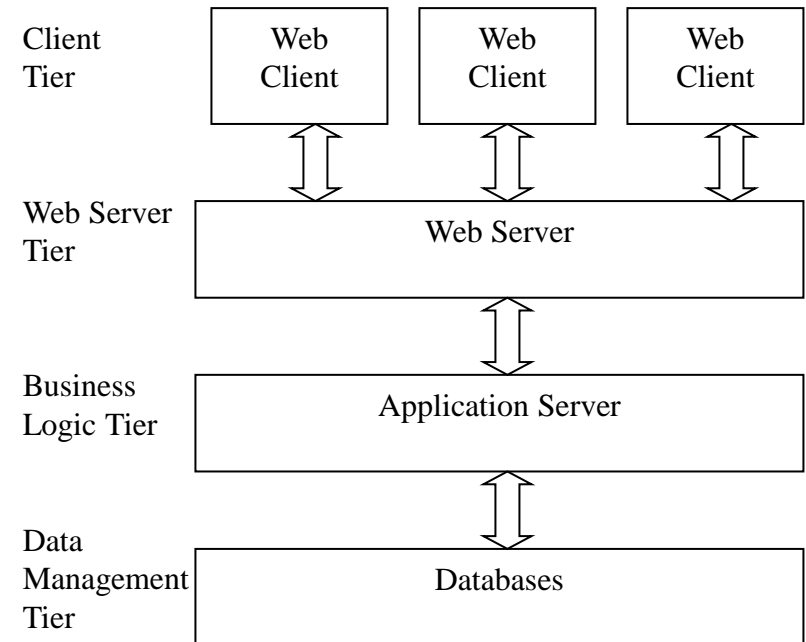 Client
Tier
Web
Client
Web
Client
Web
Client
Web Server
Tier
Web Server
Business
Logic Tier
Application Server
Data
Management
Tier
Databases